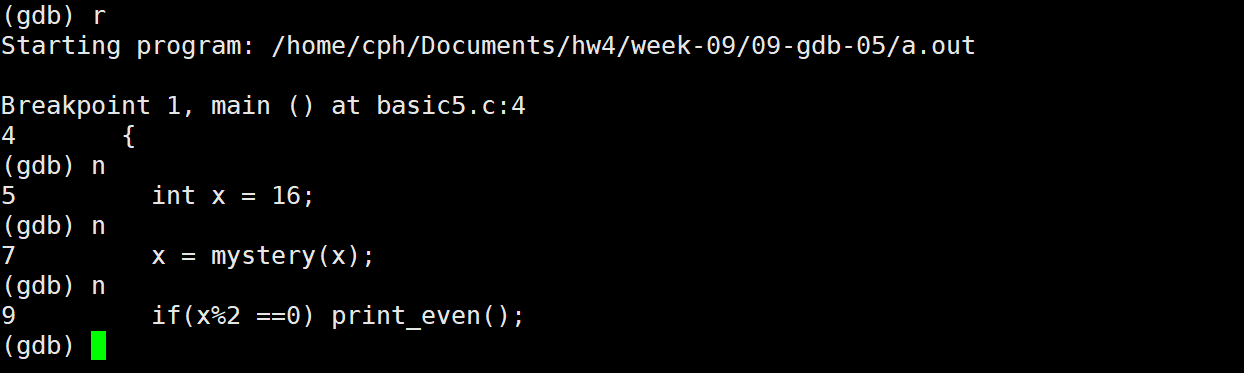 (gdb) r
Starting program: /home/cph/Documents/hw4/week-09/09-gdb-05/a.out
Breakpoint 1, main () at basic5.c:4
4       {
(gdb) n
5         int x = 16;
(gdb) n
7         x = mystery(x);
(gdb) n
9         if(x%2 ==0) print_even();
(gdb)